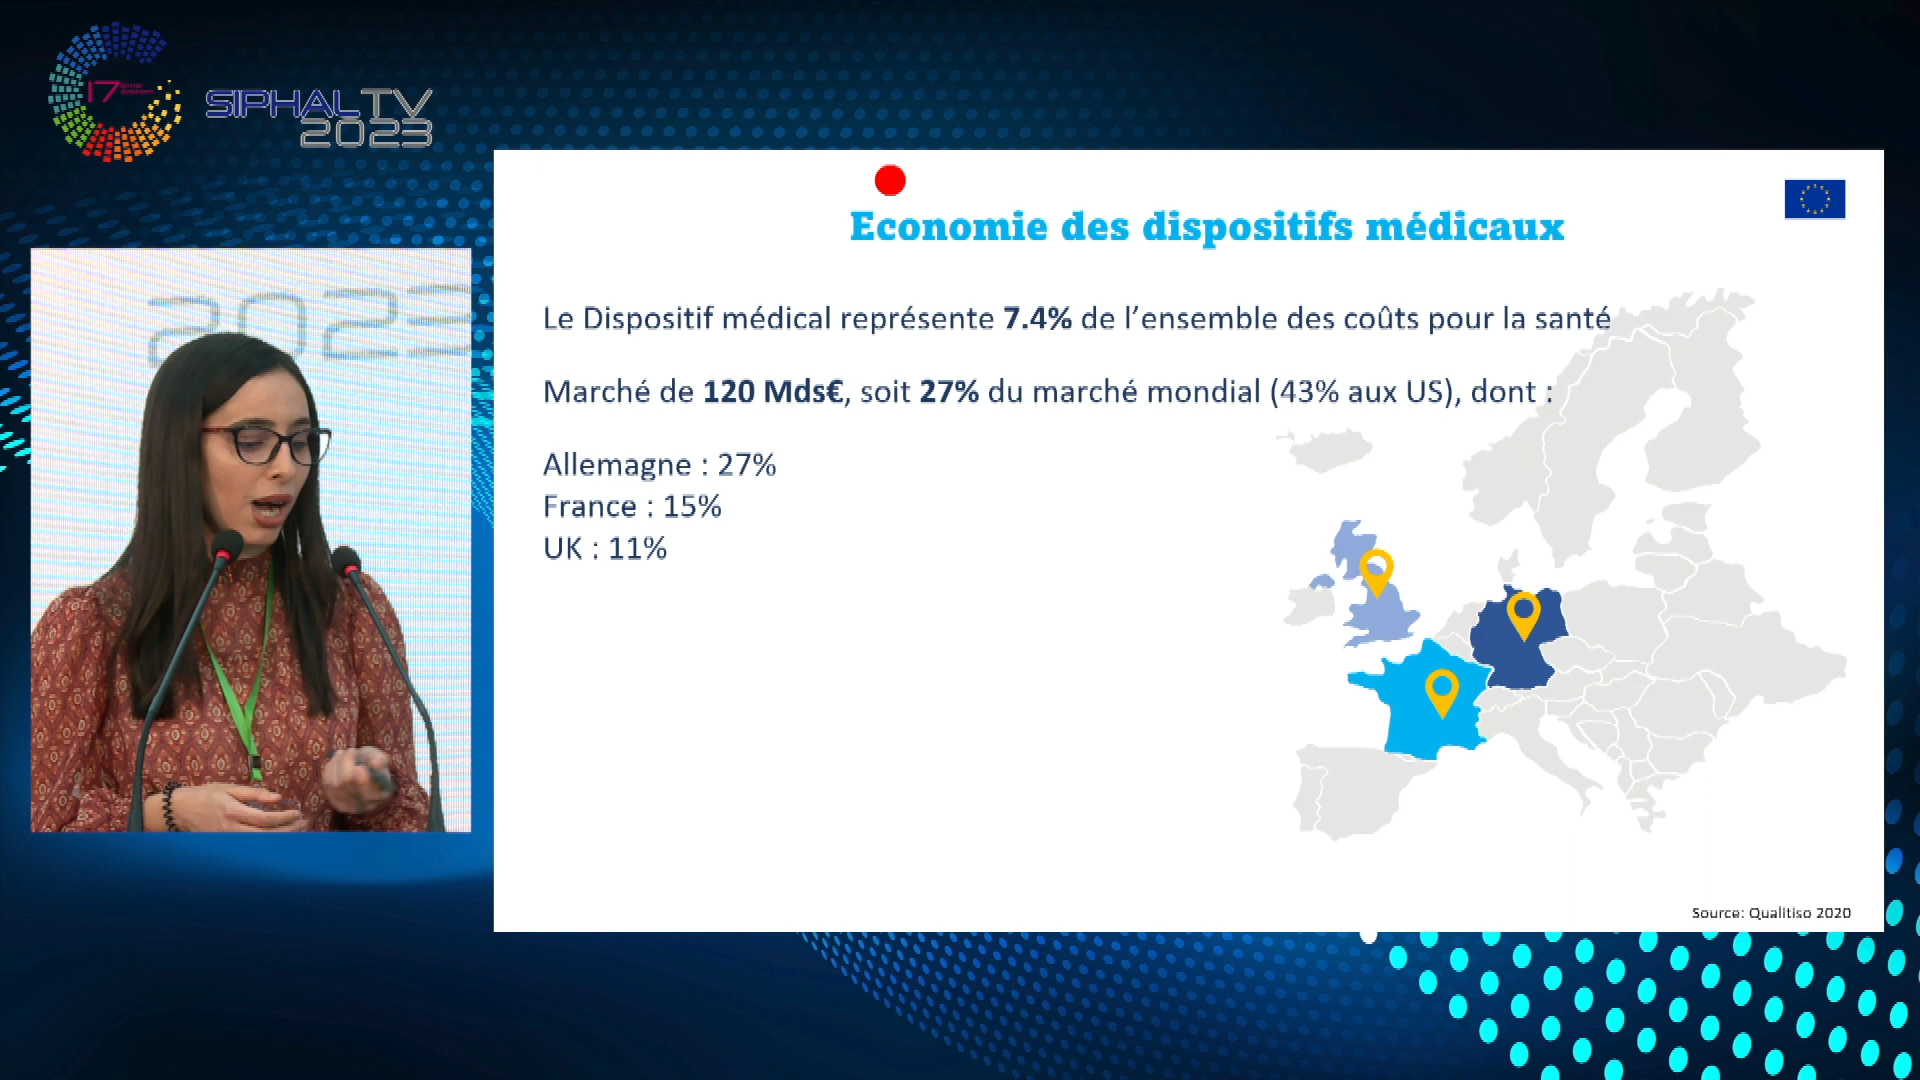 17ème
SIPHAL TV
2023
2023
Economie des dispositifs médicaux
Le Dispositif médical représente 7.4% de l'ensemble des coûts pour la santé
Marché de 120 Mds€, soit 27% du marché mondial (43% aux US), dont :
Allemagne : 27%
France : 15%
UK : 11%
Source: Qualitiso 2020